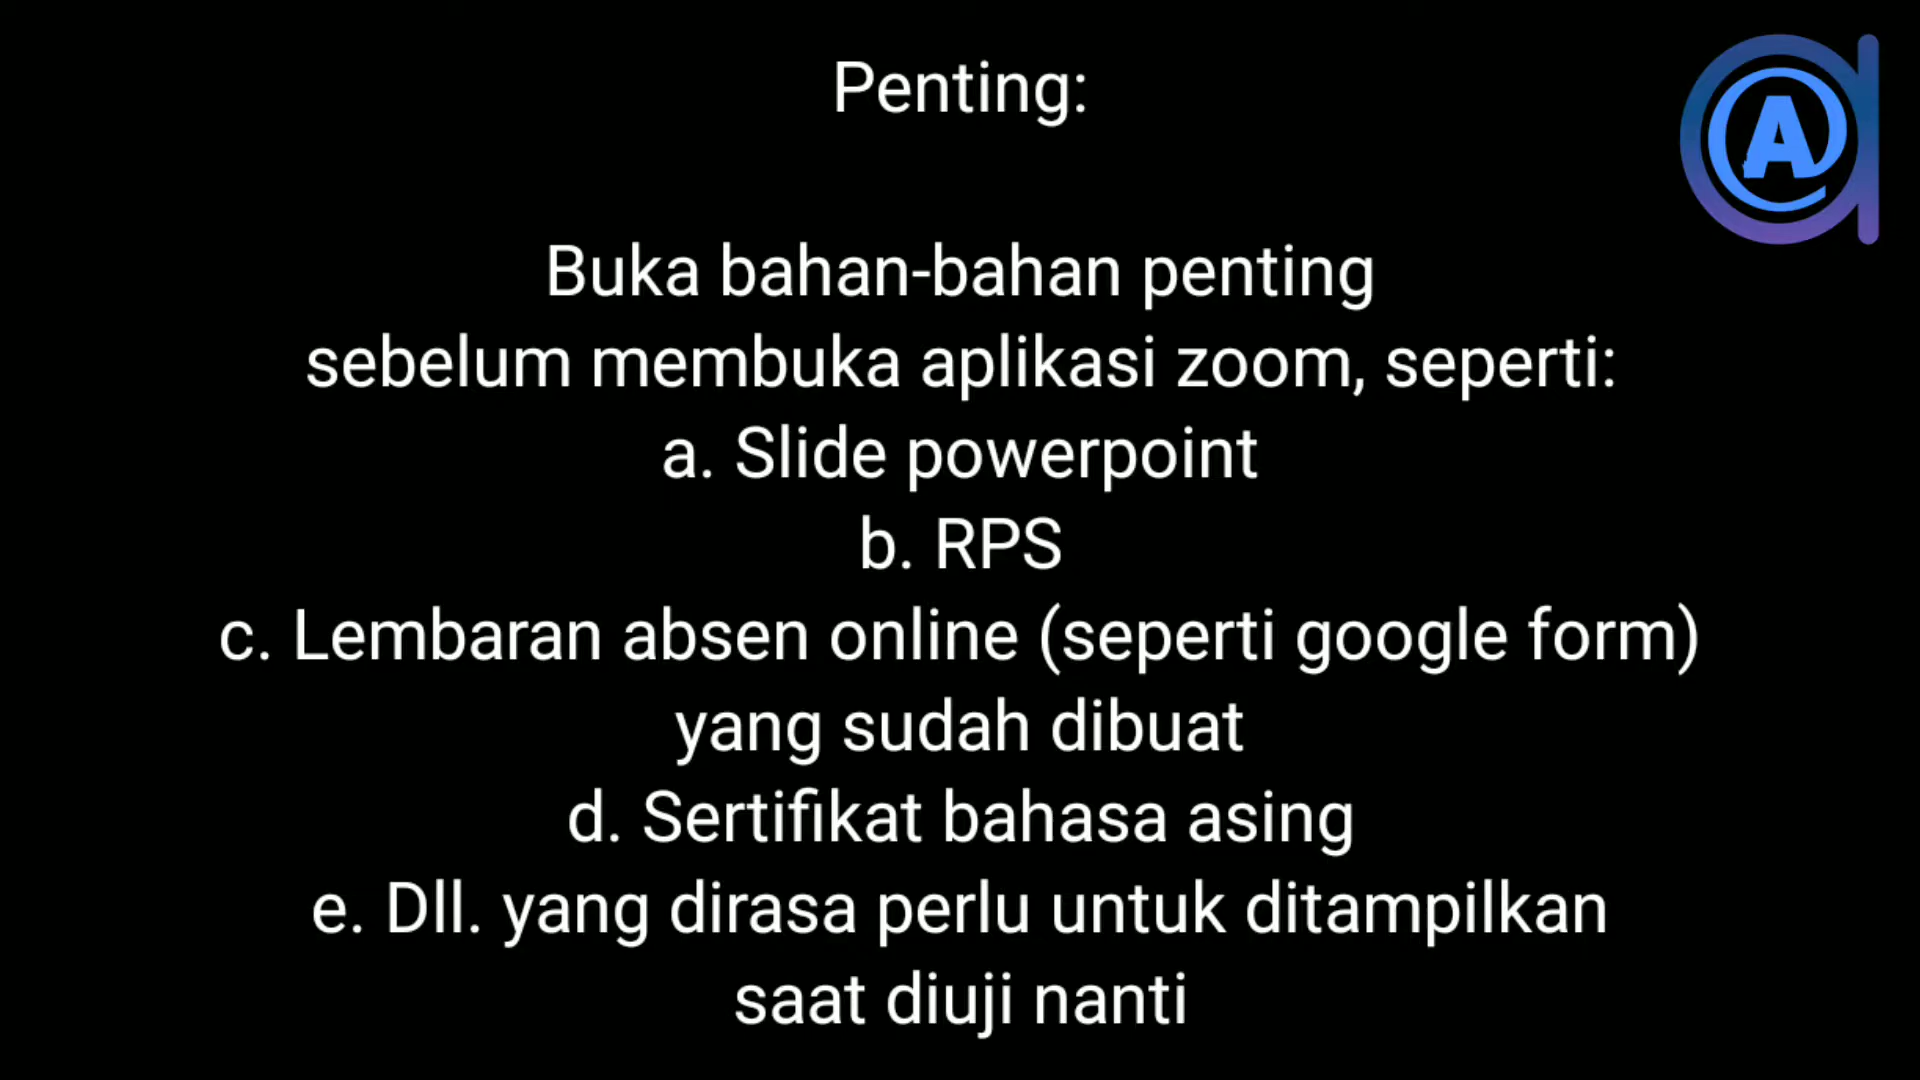 Penting:
Buka bahan-bahan penting
sebelum membuka aplikasi zoom, seperti:
a. Slide powerpoint
b. RPS
c. Lembaran absen online (seperti google form)
yang sudah dibuat
d. Sertifikat bahasa asing
e. Dll. yang dirasa perlu untuk ditampilkan
saat diuji nanti
A